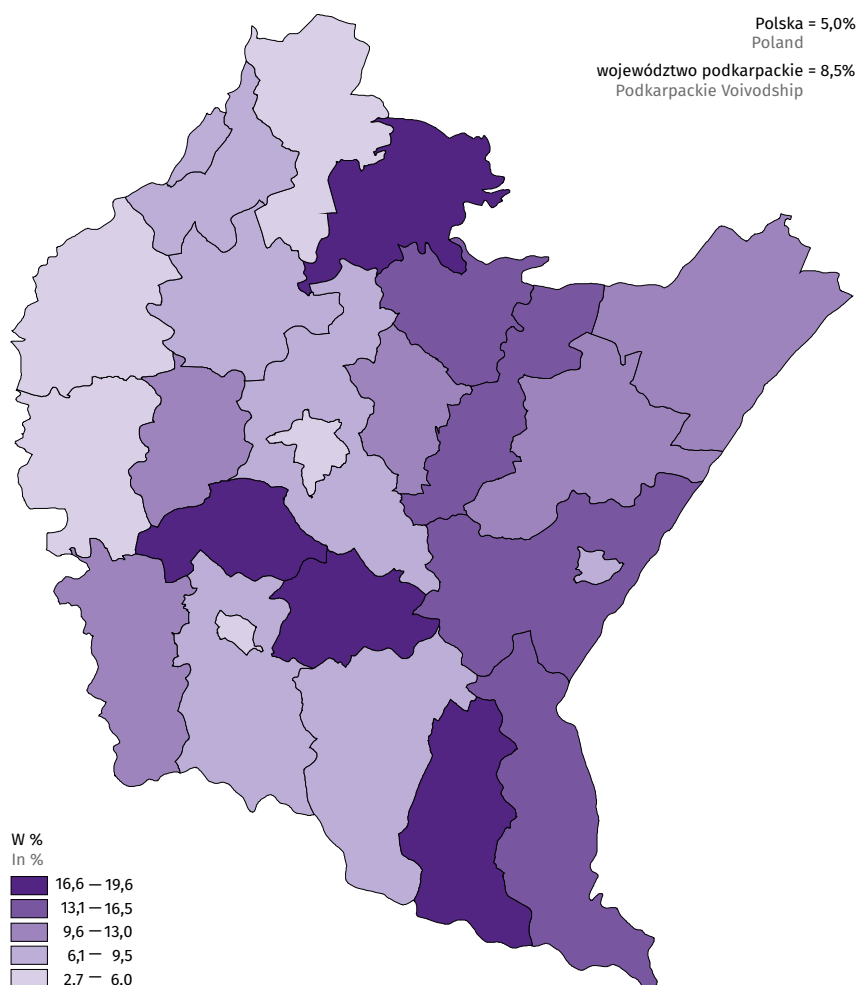 Polska = 5,0%
Poland
województwo podkarpackie = 8,5%
Podkarpackie Voivodship
W %
In %
16,6 — 19,6
13,1 — 16,5
9,6 — 13,0
6,1 — 9,5
2,7 — 6,0